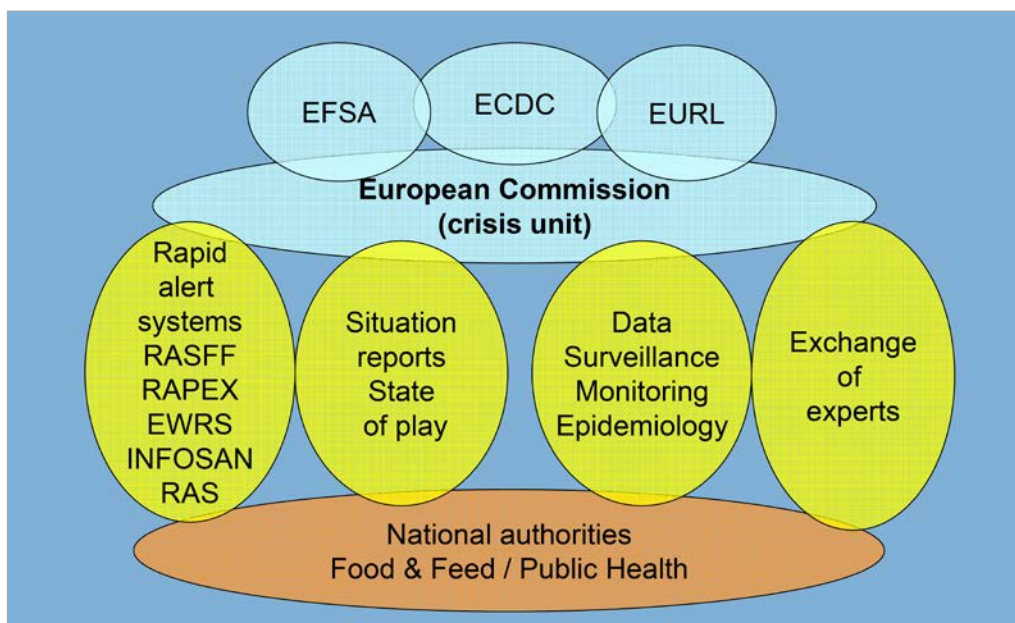 EFSA
ECDC
EURL
European Commission
(crisis unit)
Rapid
alert
systems
RASFF
RAPEX
EWRS
INFOSAN
RAS
Situation
reports
State
of play
Data
Surveillance
Monitoring
Epidemiology
Exchange
of
experts
National authorities
Food & Feed / Public Health